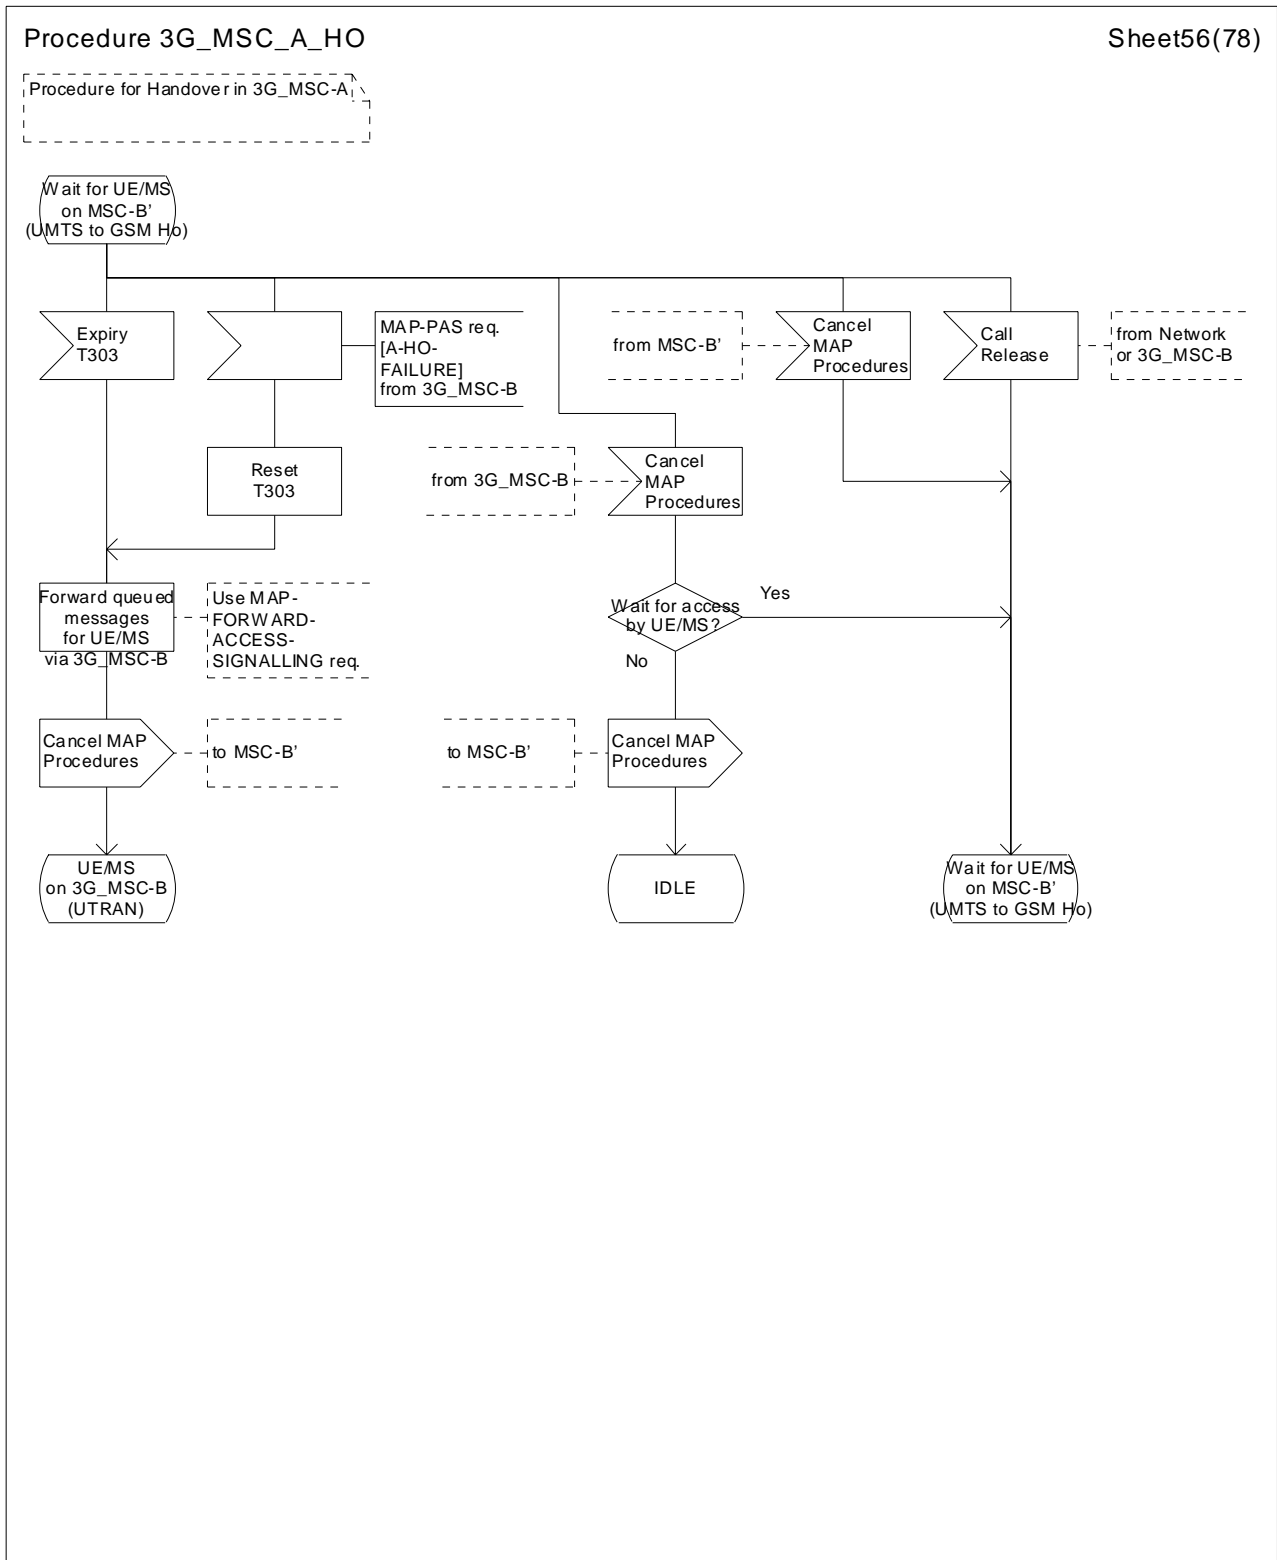 Procedure 3G_MSC_A_HO
Sheet56(78)
Procedure for Handover in 3G_MSC-A
Wait for UE/MS
on MSC-B'
(UMTS to GSM Ho)
Expiry
T303
MAP-PAS req.
[A-HO-
FAILURE]
from 3G_MSC-B
from MSC-B'
Cancel
MAP
Procedures
Call
Release
from Network
or 3G_MSC-B
Reset
T303
from 3G_MSC-B
Cancel
MAP
Procedures
Forward queued
messages
for UE/MS
via 3G_MSC-B
Use MAP-
FORWARD-
ACCESS-
SIGNALLING req.
Wait for access
by UE/MS?
Yes
No
Cancel MAP
Procedures
to MSC-B'
to MSC-B'
Cancel MAP
Procedures
UE/MS
on 3G_MSC-B
(UTRAN)
IDLE
Wait for UE/MS
on MSC-B'
(UMTS to GSM Ho)